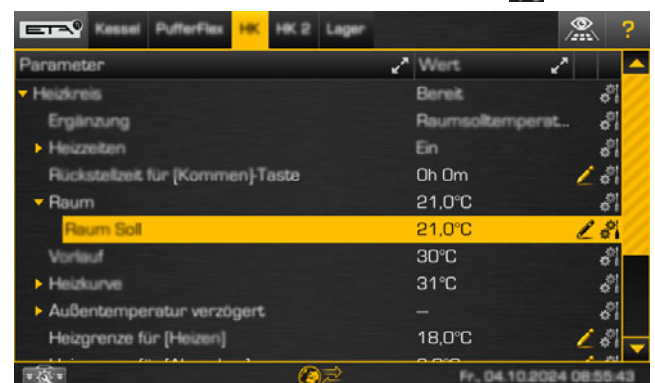 ETA Kessel PufferFlex HK HK 2 Lager ?
Parameter Wert
Heizkreis Bereit
Ergänzung Raumsolltemperat...
Heizzeiten Ein
Rückstellzeit für [Kommen]-Taste 0h 0m
Raum 21,0°C
Raum Soll 21,0°C
Vorlauf 30°C
Heizkurve 31°C
Außentemperatur verzögert –
Heizgrenze für [Heizen] 18,0°C
Fr., 04.10.2024 08:55:43